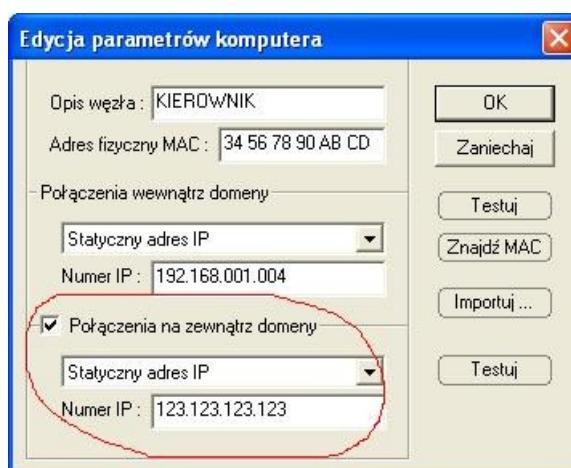 Edycja parametrów komputera
Opis węzła : KIEROWNIK
Adres fizyczny MAC : 34 56 78 90 AB CD
Połączenia wewnątrz domeny
Statyczny adres IP
Numer IP : 192.168.001.004
Połączenia na zewnątrz domeny
Statyczny adres IP
Numer IP : 123.123.123.123
OK
Zaniechaj
Testuj
Znajdź MAC
Importuj ...
Testuj